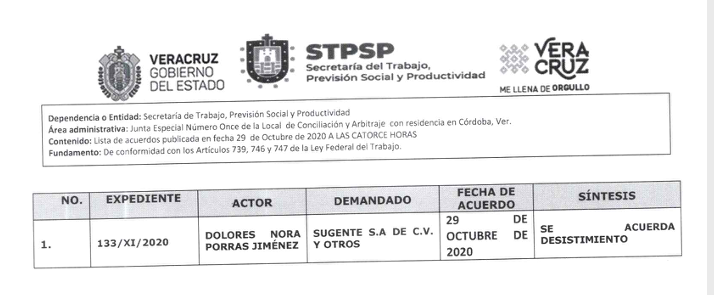 VERACRUZ
GOBIERNO
DEL ESTADO
STPSP
Secretaría del Trabajo,
Previsión Social y Productividad
VERA
CRUZ
ME LLENA DE ORGULLO
Dependencia o Entidad: Secretaría de Trabajo, Previsión Social y Productividad
Área administrativa: Junta Especial Número Once de la Local de Conciliación y Arbitraje con residencia en Córdoba, Ver.
Contenido: Lista de acuerdos publicada en fecha 29 de Octubre de 2020 A LAS CATORCE HORAS
Fundamento: De conformidad con los Artículos 739, 746 y 747 de la Ley Federal del Trabajo.
NO. EXPEDIENTE ACTOR DEMANDADO FECHA DE ACUERDO SÍNTESIS
1. 133/XI/2020 DOLORES NORA PORRAS JIMÉNEZ SUGENTE S.A DE C.V. Y OTROS 29 DE OCTUBRE DE 2020 SE ACUERDA DESISTIMIENTO